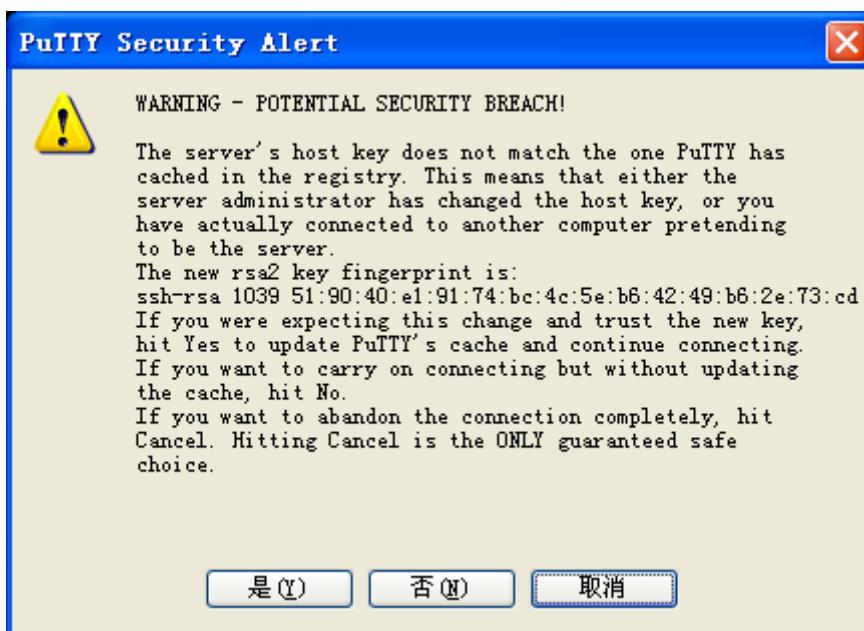 PuTTY Security Alert
WARNING - POTENTIAL SECURITY BREACH!
The server's host key does not match the one PuTTY has
cached in the registry. This means that either the
server administrator has changed the host key, or you
have actually connected to another computer pretending
to be the server.
The new rsa2 key fingerprint is:
ssh-rsa 1039 51:90:40:e1:91:74:bc:4c:5e:b6:42:49:b6:2e:73:cd
If you were expecting this change and trust the new key,
hit Yes to update PuTTY's cache and continue connecting.
If you want to carry on connecting but without updating
the cache, hit No.
If you want to abandon the connection completely, hit
Cancel. Hitting Cancel is the ONLY guaranteed safe
choice.
是(Y) 否(N) 取消